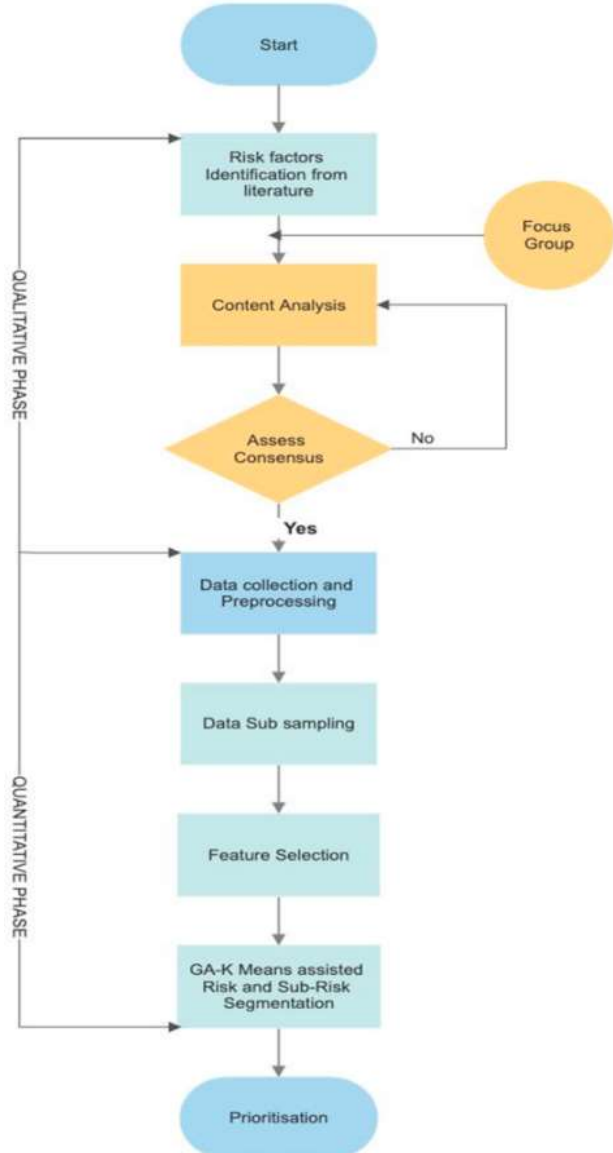 Start
Risk factors
Identification from
literature
Focus
Group
Content Analysis
QUALITATIVE PHASE
Assess
Consensus
No
Yes
Data collection and
Preprocessing
Data Sub sampling
QUANTITATIVE PHASE
Feature Selection
GA-K Means assisted
Risk and Sub-Risk
Segmentation
Prioritisation